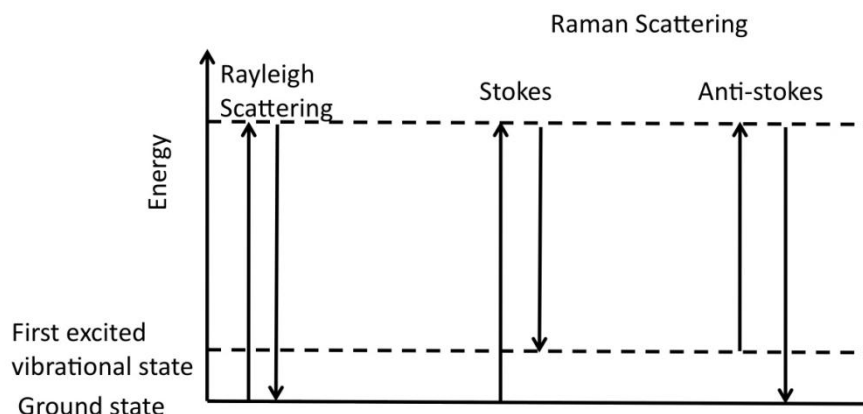 Raman Scattering
Rayleigh
Scattering
Stokes
Anti-stokes
Energy
First excited
vibrational state
Ground state